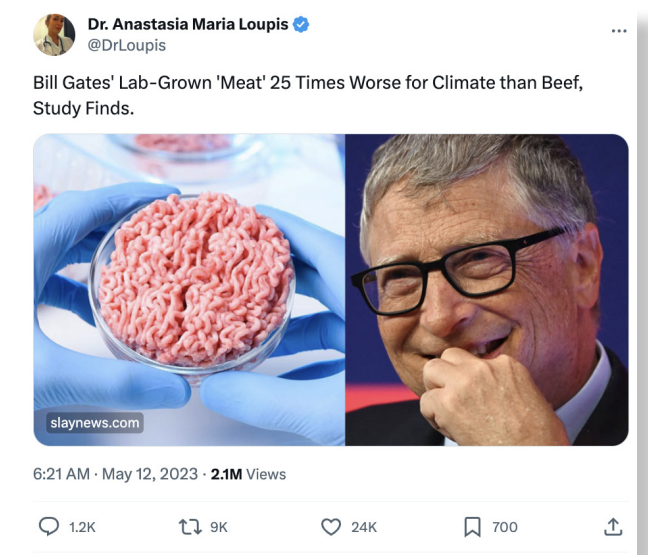 Dr. Anastasia Maria Loupis
@DrLoupis
Bill Gates' Lab-Grown 'Meat' 25 Times Worse for Climate than Beef,
Study Finds.
slaynews.com
6:21 AM · May 12, 2023 · 2.1M Views
1.2K 9K 24K 700